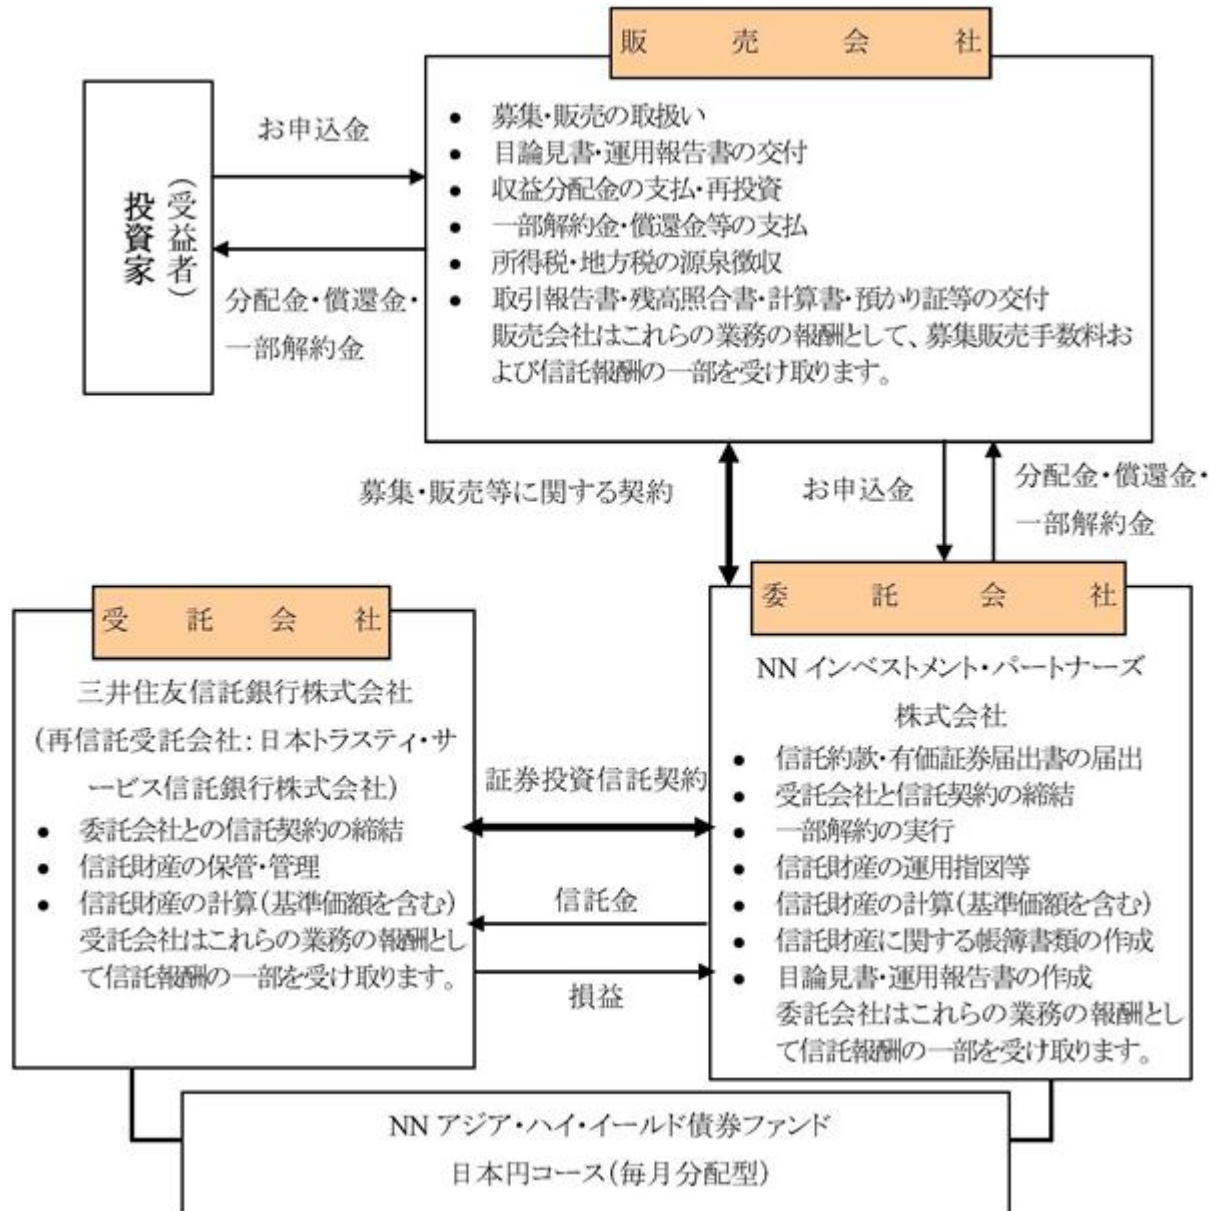 販売会社
● 募集・販売の取扱い
● 目論見書・運用報告書の交付
● 収益分配金の支払・再投資
● 一部解約金・償還金等の支払
● 所得税・地方税の源泉徴収
● 取引報告書・残高照合書・計算書・預かり証等の交付
販売会社はこれらの業務の報酬として、募集販売手数料お
よび信託報酬の一部を受け取ります。
お申込金
(受益者)
投資家
分配金・償還金・
一部解約金
募集・販売等に関する契約
お申込金
分配金・償還金・
一部解約金
受託会社
三井住友信託銀行株式会社
(再信託受託会社:日本トラスティ・サ
ービス信託銀行株式会社)
● 委託会社との信託契約の締結
● 信託財産の保管・管理
● 信託財産の計算(基準価額を含む)
受託会社はこれらの業務の報酬とし
て信託報酬の一部を受け取ります。
証券投資信託契約
信託金
損益
委託会社
NN インベストメント・パートナーズ
株式会社
● 信託約款・有価証券届出書の届出
● 受託会社と信託契約の締結
● 一部解約の実行
● 信託財産の運用指図等
● 信託財産の計算(基準価額を含む)
● 信託財産に関する帳簿書類の作成
● 目論見書・運用報告書の作成
委託会社はこれらの業務の報酬とし
て信託報酬の一部を受け取ります。
NN アジア・ハイ・イールド債券ファンド
日本円コース(毎月分配型)